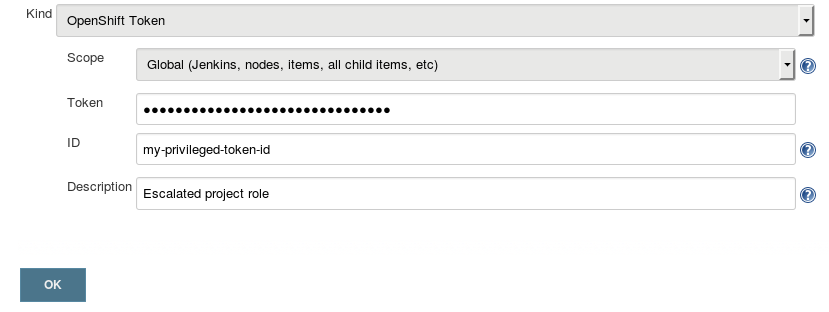 Kind OpenShift Token
Scope Global (Jenkins, nodes, items, all child items, etc)
Token ●●●●●●●●●●●●●●●●●●●●●●●●●●●●●●●
ID my-privileged-token-id
Description Escalated project role
OK